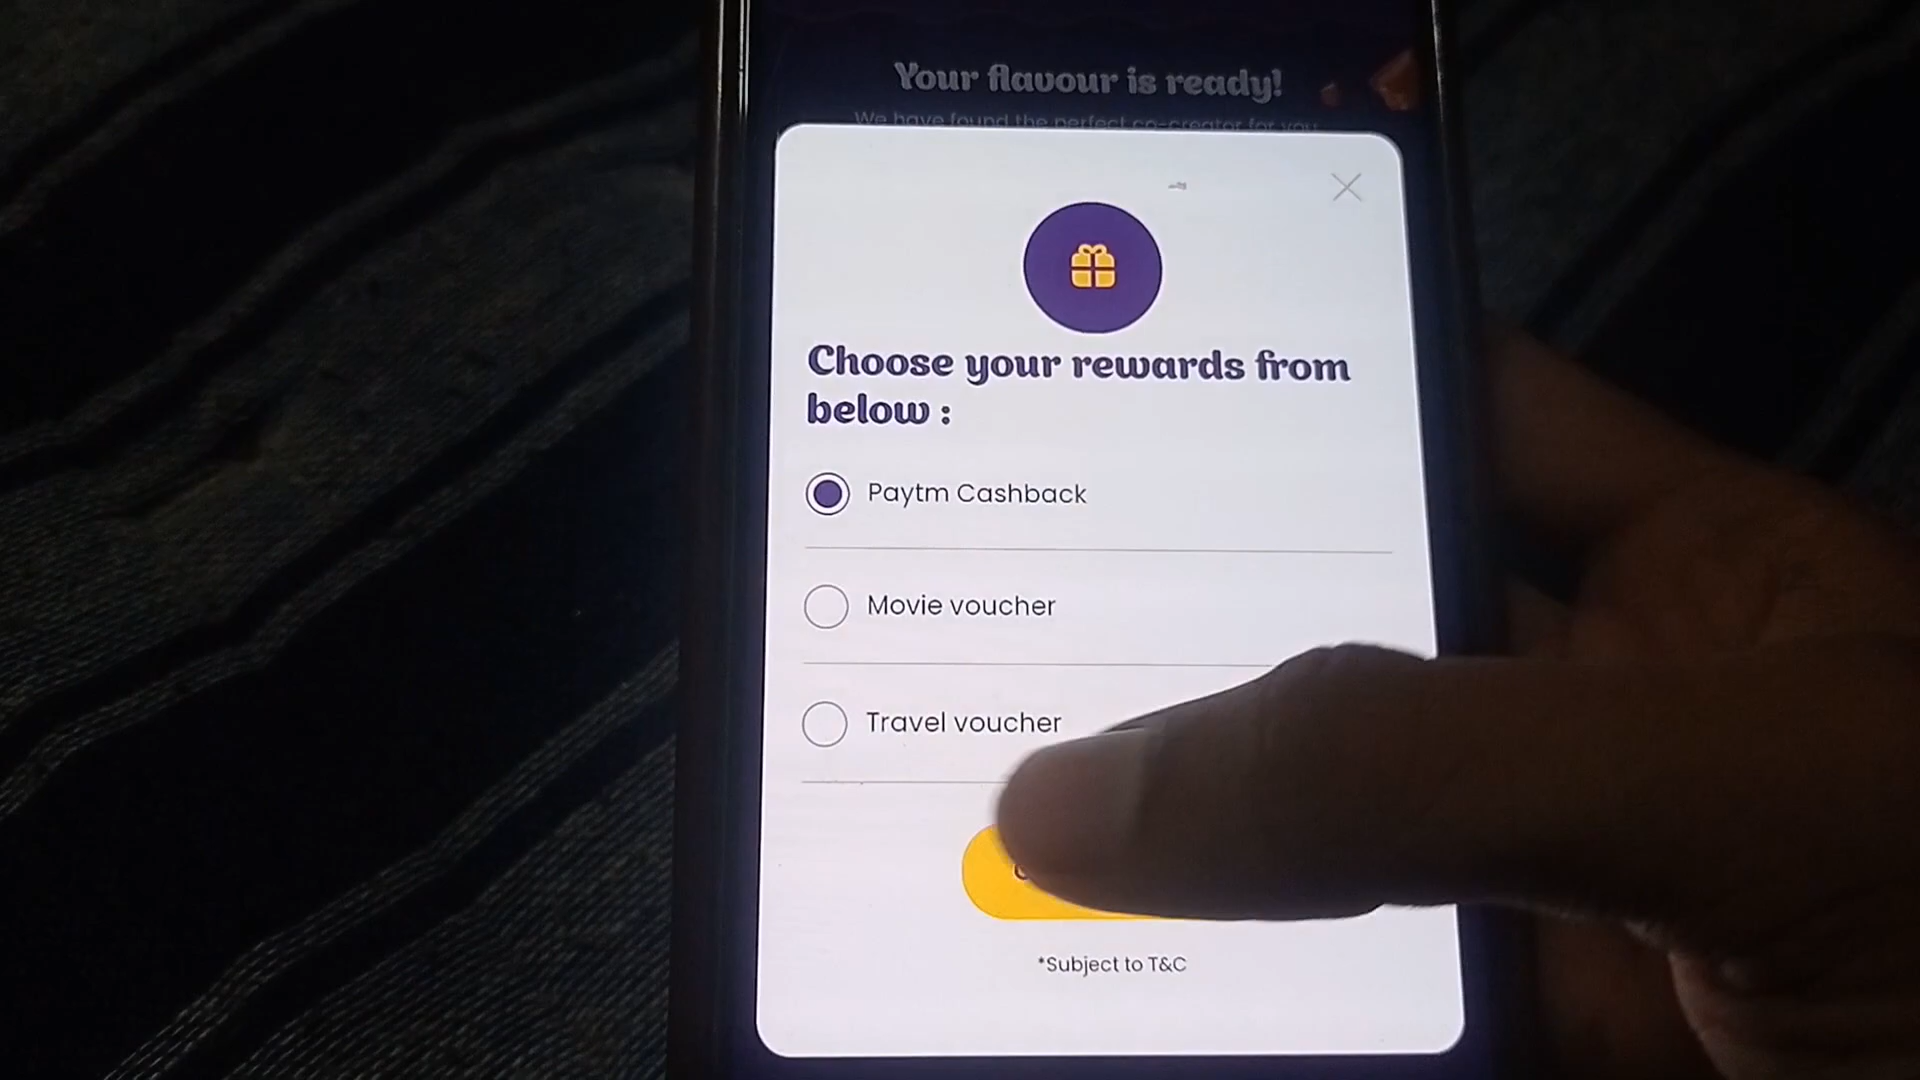 Your flavour is ready!
We have found the perfect co-creator for you
Choose your rewards from
below :
Paytm Cashback
Movie voucher
Travel voucher
*Subject to T&C